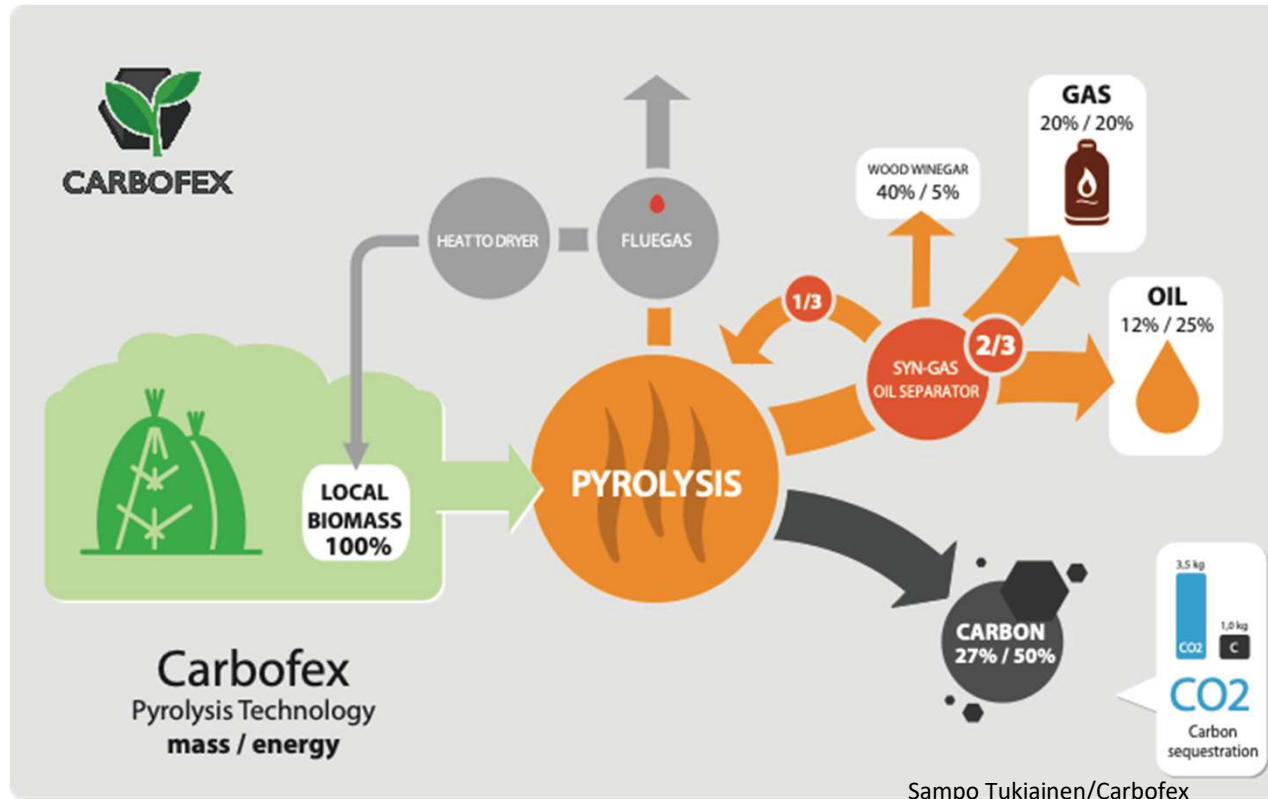 CARBOFEX
HEAT TO DRYER
FLUEGAS
WOOD WINEGAR
40% / 5%
GAS
20% / 20%
OIL
12% / 25%
1/3
2/3
SYN-GAS
OIL SEPARATOR
PYROLYSIS
LOCAL
BIOMASS
100%
CARBON
27% / 50%
3,5 kg
1,0 kg
CO2
C
CO2
Carbon
sequestration
Carbofex
Pyrolysis Technology
mass / energy
Sampo Tukiainen/Carbofex